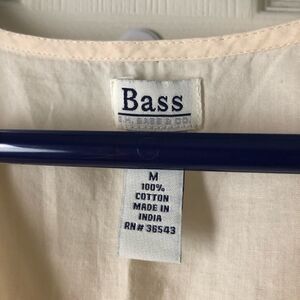 Bass
H. BASS & CO.
M
100%
COTTON
MADE IN
INDIA
RN# 36543